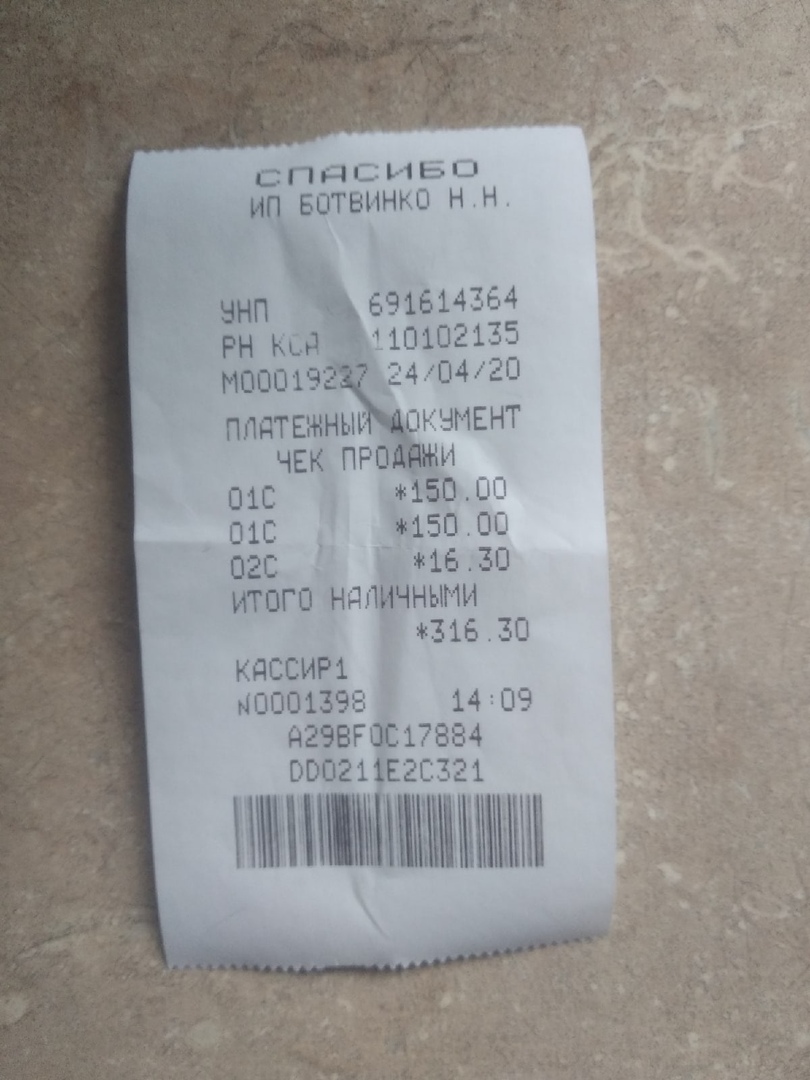 СПАСИБО
ИП БОТВИНКО Н.Н.
УНП 691614364
РН КСА 110102135
М00019227 24/04/20
ПЛАТЕЖНЫЙ ДОКУМЕНТ
ЧЕК ПРОДАЖИ
01С *150.00
01С *150.00
02С *16.30
ИТОГО НАЛИЧНЫМИ
*316.30
КАССИР1
N0001398 14:09
A29BF0C17884
DD0211E2C321